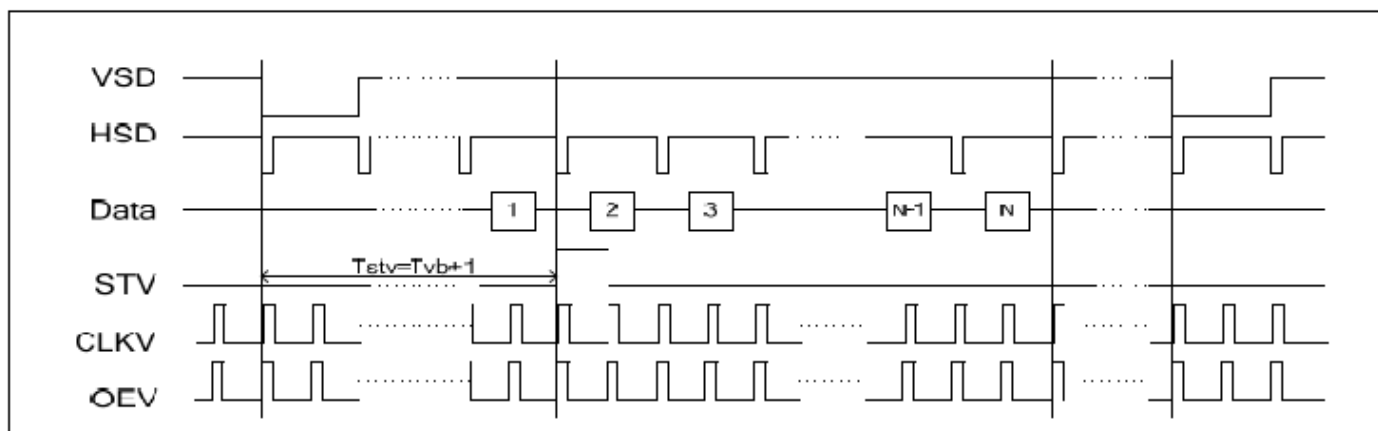 VSD
HSD
Data
1
2
3
N-1
N
Tstv=Tvb+1
STV
CLKV
OEV